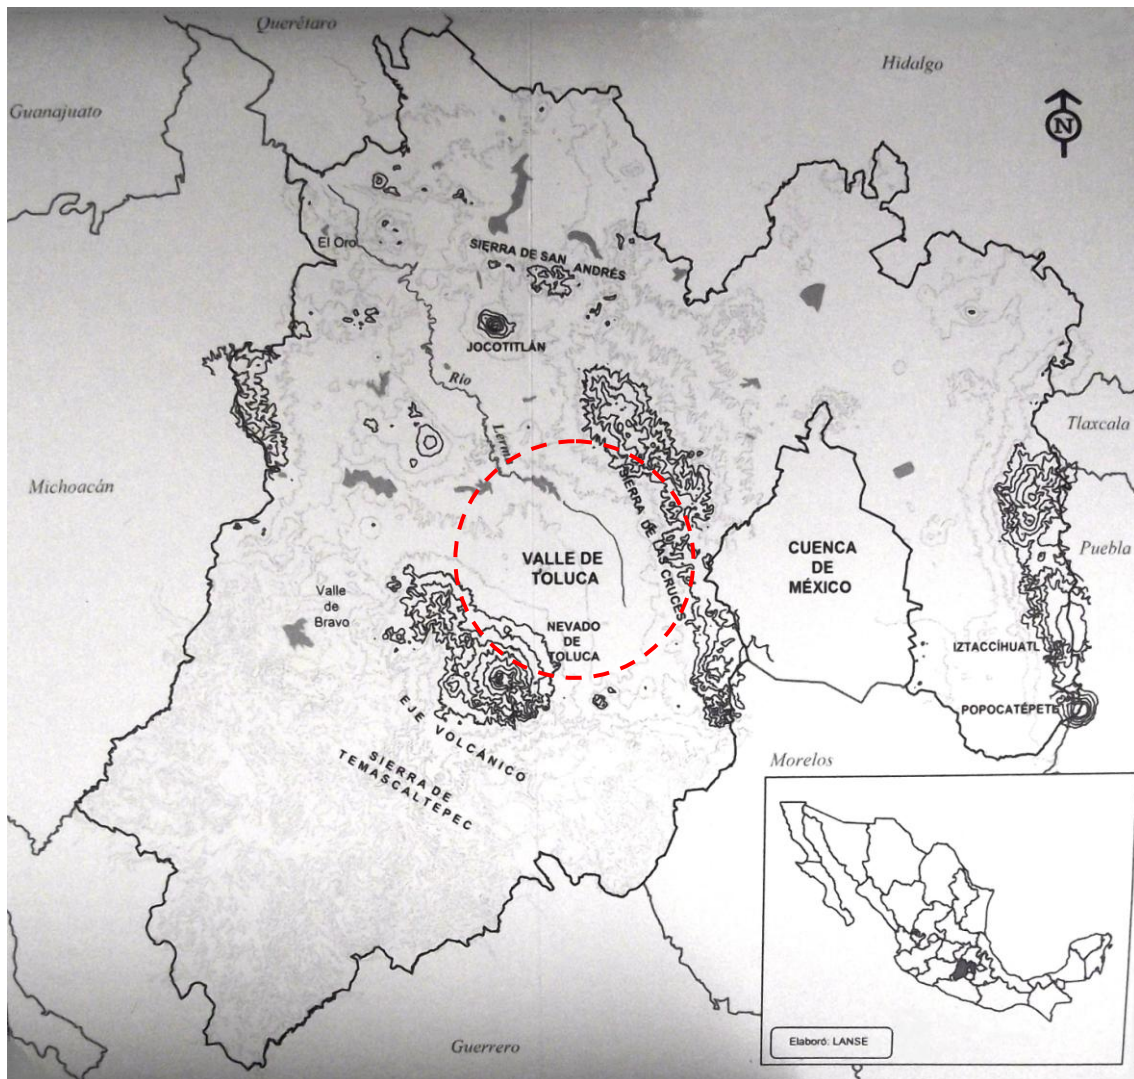 Querétaro
Hidalgo
Guanajuato
N
El Oro
SIERRA DE SAN ANDRÉS
JOCOTITLÁN
Río
Lerma
Tlaxcala
Michoacán
SIERRA DE LAS CRUCES
VALLE DE
TOLUCA
CUENCA
DE
MÉXICO
Puebla
Valle
de
Bravo
NEVADO
DE
TOLUCA
IZTACCÍHUATL
POPOCATÉPETE
EJE VOLCÁNICO
SIERRA DE
TEMASCALTEPEC
Morelos
Guerrero
Elaboró: LANSE